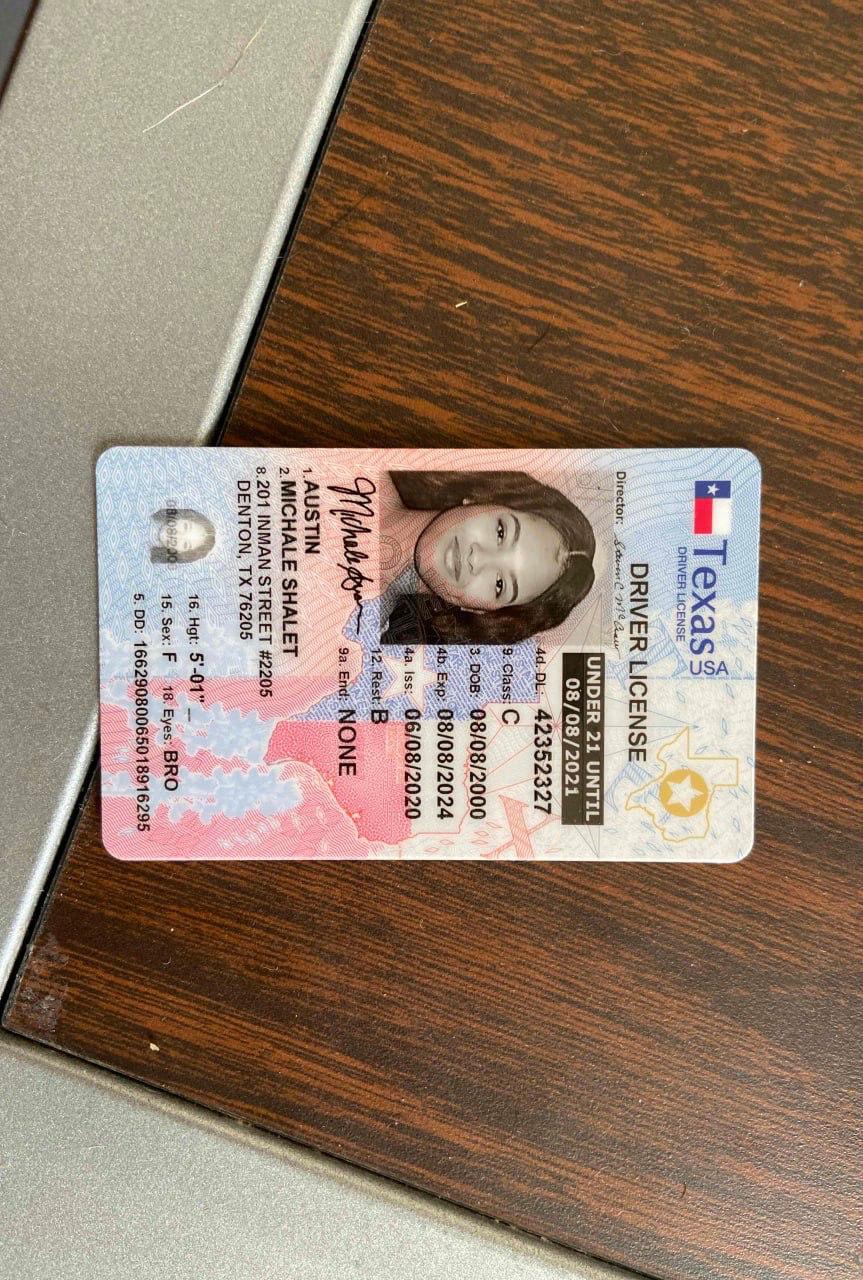 Texas USA
DRIVER LICENSE
DRIVER LICENSE
Director: Steven C McCraw
UNDER 21 UNTIL
08/08/2021
4d. DL: 42352327
9. Class: C
3. DOB: 08/08/2000
4b. Exp: 08/08/2024
4a. Iss: 06/08/2020
12. Rest: B
9a. End: NONE
1. AUSTIN
2. MICHALE SHALET
8. 201 INMAN STREET #2205
DENTON, TX 76205
08/08/2000
16. Hgt: 5'-01" _
15. Sex: F 18. Eyes: BRO
5. DD: 16629080065018916295